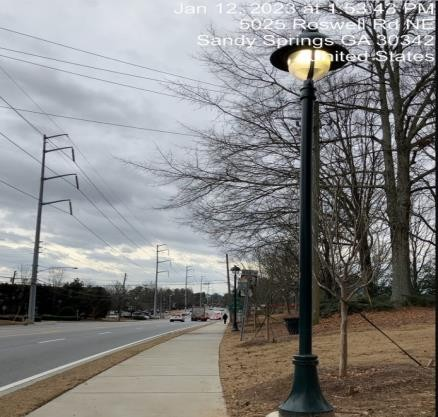 Jan 12, 2023 at 1:53:43 PM
5025 Roswell Rd NE
Sandy Springs GA 30342
United States